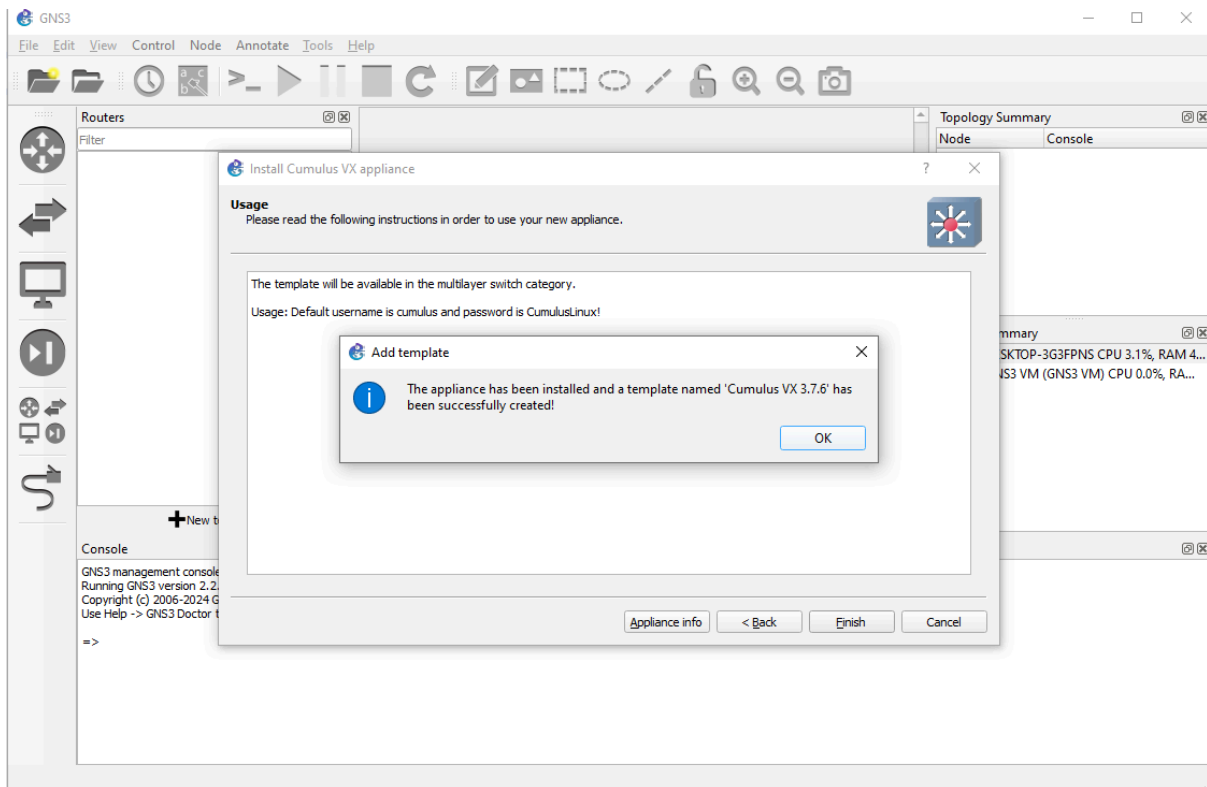 GNS3
File Edit View Control Node Annotate Tools Help
Routers
Filter
Topology Summary
Node Console
Install Cumulus VX appliance
?
Usage
Please read the following instructions in order to use your new appliance.
The template will be available in the multilayer switch category.
Usage: Default username is cumulus and password is CumulusLinux!
Add template
The appliance has been installed and a template named 'Cumulus VX 3.7.6' has
been successfully created!
OK
CPU 3.1%, RAM 4...
VM (GNS3 VM) CPU 0.0%, RA...
New
Console
GNS3 management console
Running GNS3 version 2.2.
Copyright (c) 2006-2024
Use Help -> GNS3 Doctor
=>
Appliance info < Back Finish Cancel